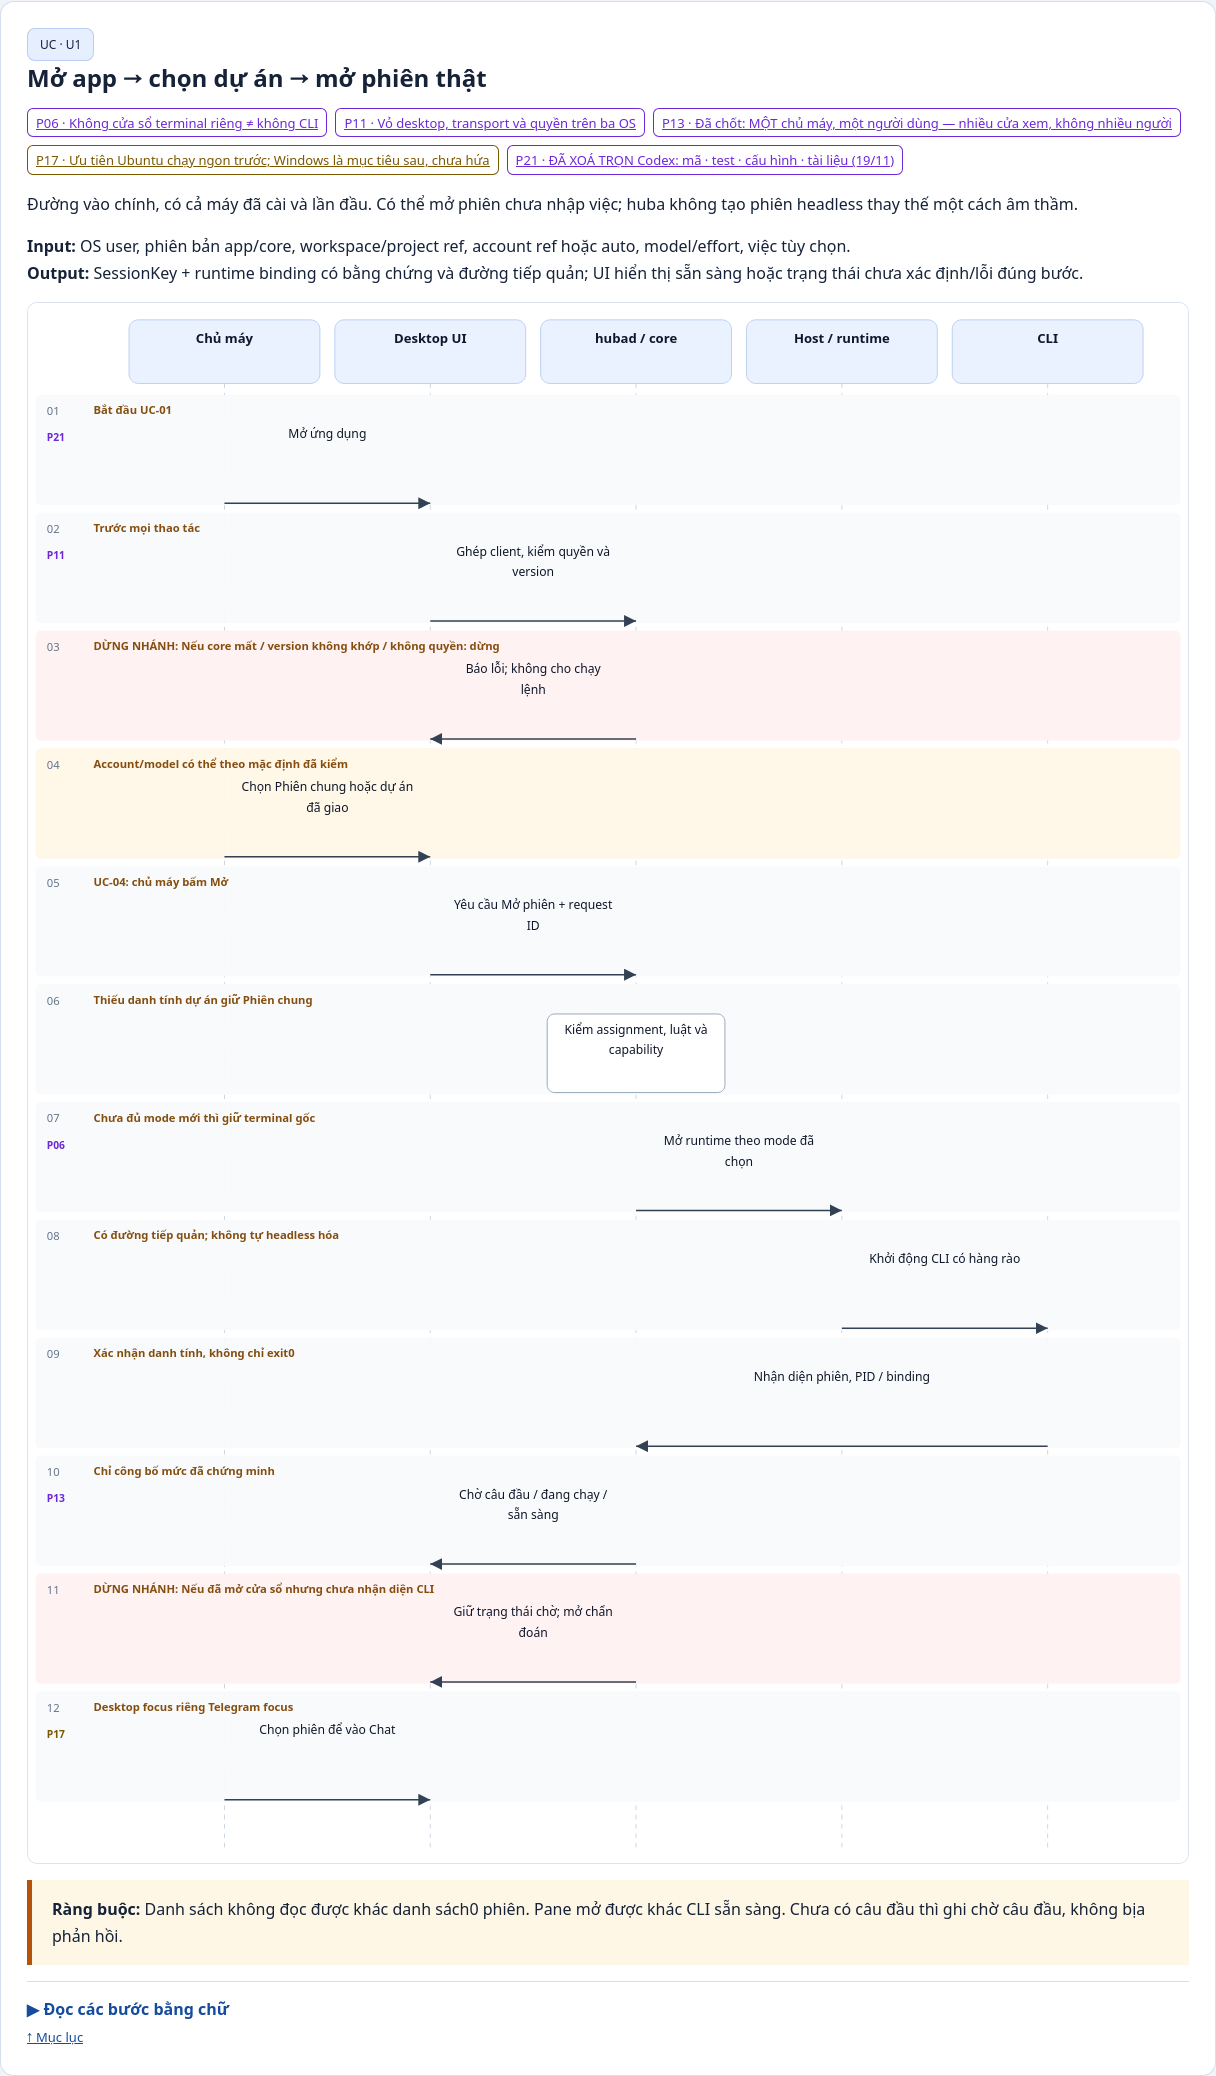 UC · U1
Mở app → chọn dự án → mở phiên thật
P06 · Không cửa sổ terminal riêng ≠ không CLI
P11 · Vỏ desktop, transport và quyền trên ba OS
P13 · Đã chốt: MỘT chủ máy, một người dùng — nhiều cửa xem, không nhiều người
P17 · Ưu tiên Ubuntu chạy ngon trước; Windows là mục tiêu sau, chưa hứa
P21 · ĐÃ XOÁ TRỌN Codex: mã · test · cấu hình · tài liệu (19/11)
Đường vào chính, có cả máy đã cài và lần đầu. Có thể mở phiên chưa nhập việc; huba không tạo phiên headless thay thế một cách âm thầm.
Input: OS user, phiên bản app/core, workspace/project ref, account ref hoặc auto, model/effort, việc tùy chọn.
Output: SessionKey + runtime binding có bằng chứng và đường tiếp quản; UI hiển thị sẵn sàng hoặc trạng thái chưa xác định/lỗi đúng bước.
Chủ máy
Desktop UI
hubad / core
Host / runtime
CLI
01
Bắt đầu UC-01
P21
Mở ứng dụng
02
Trước mọi thao tác
P11
Ghép client, kiểm quyền và
version
03
DỪNG NHÁNH: Nếu core mất / version không khớp / không quyền: dừng
Báo lỗi; không cho chạy
lệnh
04
Account/model có thể theo mặc định đã kiểm
Chọn Phiên chung hoặc dự án
đã giao
05
UC-04: chủ máy bấm Mở
Yêu cầu Mở phiên + request
ID
06
Thiếu danh tính dự án giữ Phiên chung
Kiểm assignment, luật và
capability
07
Chưa đủ mode mới thì giữ terminal gốc
P06
Mở runtime theo mode đã
chọn
08
Có đường tiếp quản; không tự headless hóa
Khởi động CLI có hàng rào
09
Xác nhận danh tính, không chỉ exit0
Nhận diện phiên, PID / binding
10
Chỉ công bố mức đã chứng minh
P13
Chờ câu đầu / đang chạy /
sẵn sàng
11
DỪNG NHÁNH: Nếu đã mở cửa sổ nhưng chưa nhận diện CLI
Giữ trạng thái chờ; mở chẩn
đoán
12
Desktop focus riêng Telegram focus
P17
Chọn phiên để vào Chat
Ràng buộc: Danh sách không đọc được khác danh sách0 phiên. Pane mở được khác CLI sẵn sàng. Chưa có câu đầu thì ghi chờ câu đầu, không bịa
phản hồi.
▶ Đọc các bước bằng chữ
↑ Mục lục